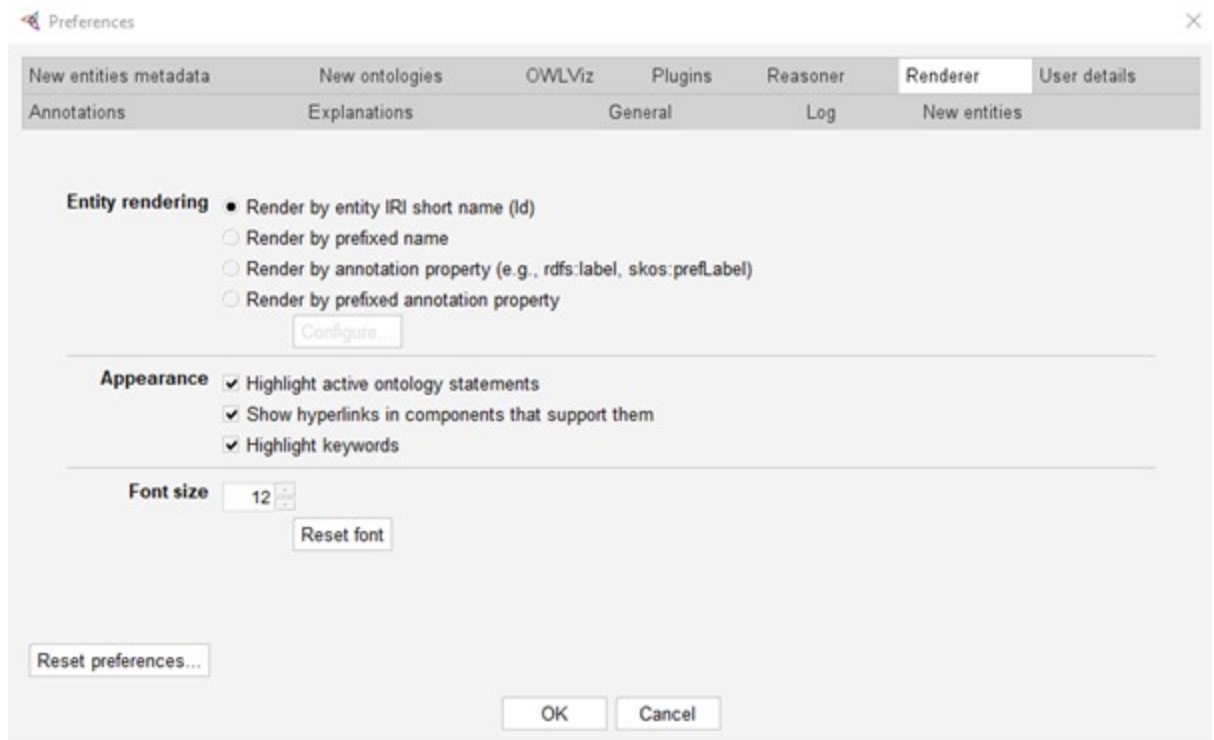 Preferences
New entities metadata New ontologies OWLViz Plugins Reasoner Renderer User details
Annotations Explanations General Log New entities
Entity rendering Render by entity IRI short name (Id)
Render by prefixed name
Render by annotation property (e.g., rdfs:label, skos:prefLabel)
Render by prefixed annotation property
Configure...
Appearance Highlight active ontology statements
Show hyperlinks in components that support them
Highlight keywords
Font size 12
Reset font
Reset preferences...
OK Cancel